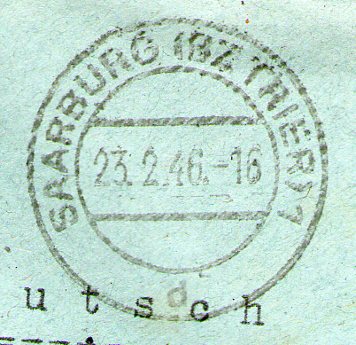 SAARBURG (BZ TRIER) 1
23.2.46.-16
d
utsch